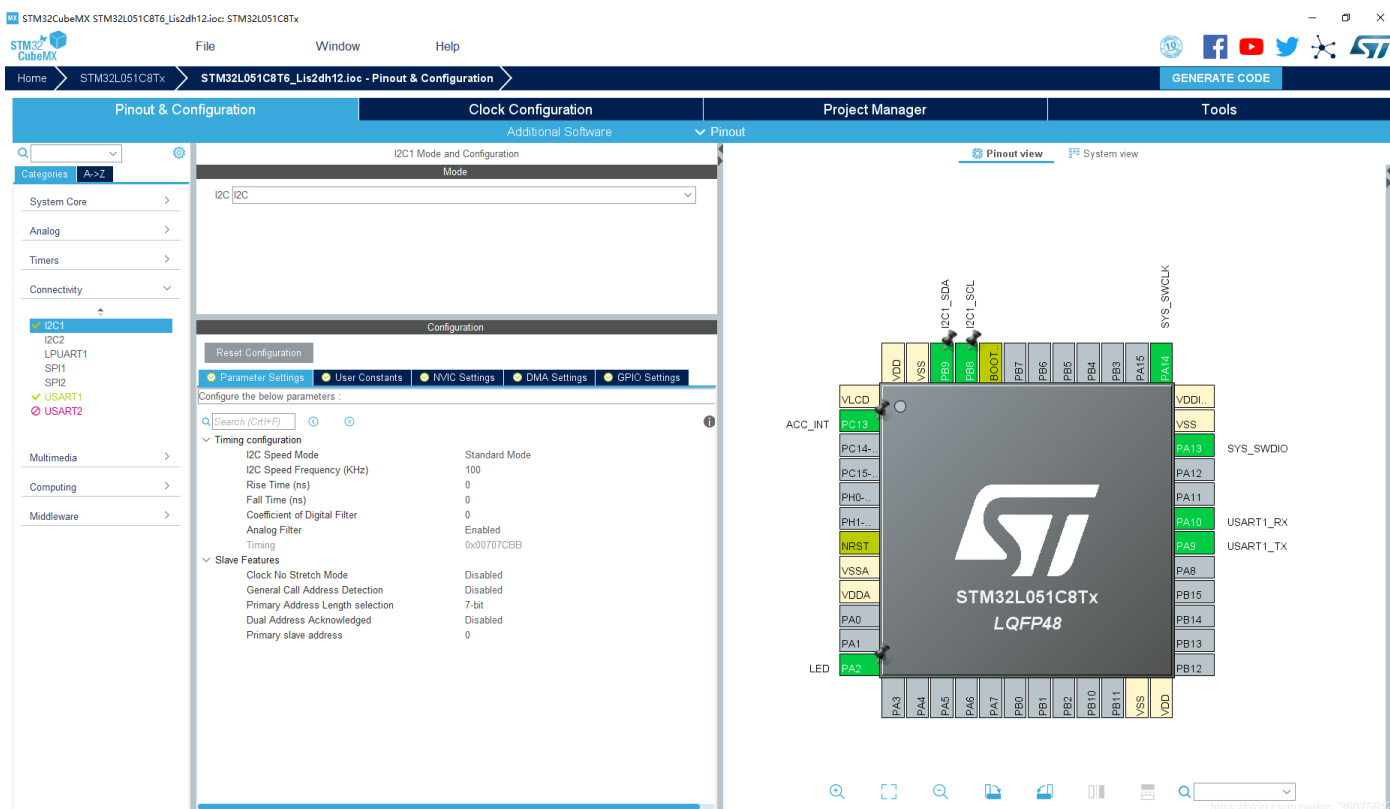 MX STM32CubeMX STM32L051C8T6_Lis2dh12.ioc: STM32L051C8Tx
STM32 CubeMX
File Window Help
10
Home STM32L051C8Tx STM32L051C8T6_Lis2dh12.ioc - Pinout & Configuration GENERATE CODE
Pinout & Configuration Clock Configuration Project Manager Tools
Additional Software Pinout
Categories A->Z
System Core
Analog
Timers
Connectivity
I2C1
I2C2
LPUART1
SPI1
SPI2
USART1
USART2
Multimedia
Computing
Middleware
I2C1 Mode and Configuration
Mode
I2C I2C
Configuration
Reset Configuration
Parameter Settings User Constants NVIC Settings DMA Settings GPIO Settings
Configure the below parameters :
Search (Crtl+F)
Timing configuration
I2C Speed Mode Standard Mode
I2C Speed Frequency (KHz) 100
Rise Time (ns) 0
Fall Time (ns) 0
Coefficient of Digital Filter 0
Analog Filter Enabled
Timing 0x00707CBB
Slave Features
Clock No Stretch Mode Disabled
General Call Address Detection Disabled
Primary Address Length selection 7-bit
Dual Address Acknowledged Disabled
Primary slave address 0
Pinout view System view
I2C1_SDA
I2C1_SCL
SYS_SWCLK
VDD VSS PB9 PB8 BOOT.. PB7 PB6 PB5 PB4 PB3 PA15 PA14
VLCD
ACC_INT PC13
PC14-..
PC15-..
PH0-..
PH1-..
NRST
VSSA
VDDA
PA0
PA1
LED PA2
STM32L051C8Tx
LQFP48
VDDI..
VSS
PA13 SYS_SWDIO
PA12
PA11
PA10 USART1_RX
PA9 USART1_TX
PA8
PB15
PB14
PB13
PB12
PA3 PA4 PA5 PA6 PA7 PB0 PB1 PB2 PB10 PB11 VSS VDD